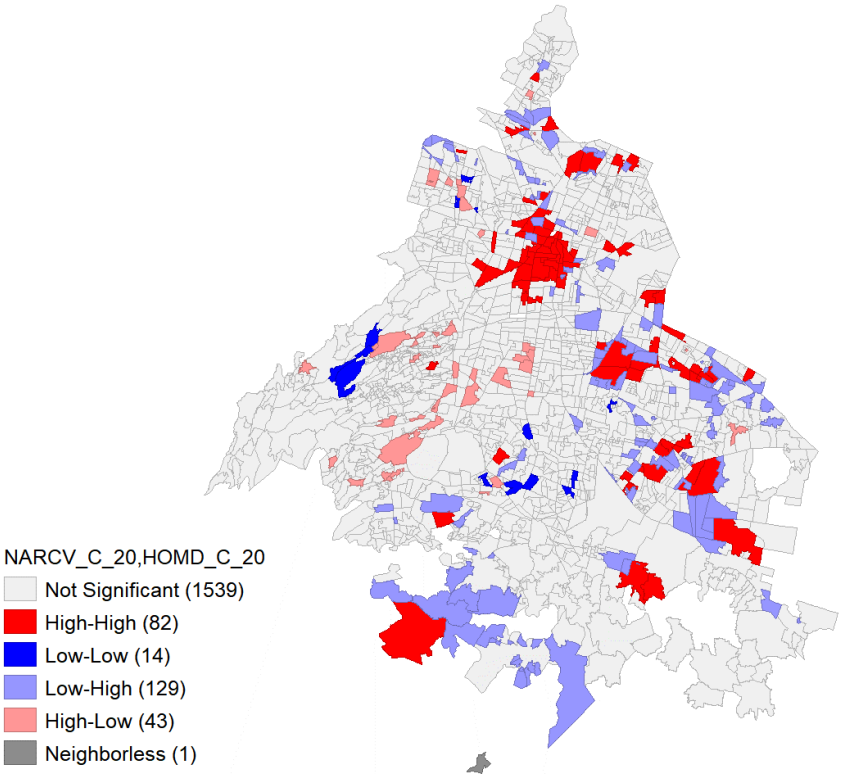 NARCV_C_20,HOMD_C_20
Not Significant (1539)
High-High (82)
Low-Low (14)
Low-High (129)
High-Low (43)
Neighborless (1)